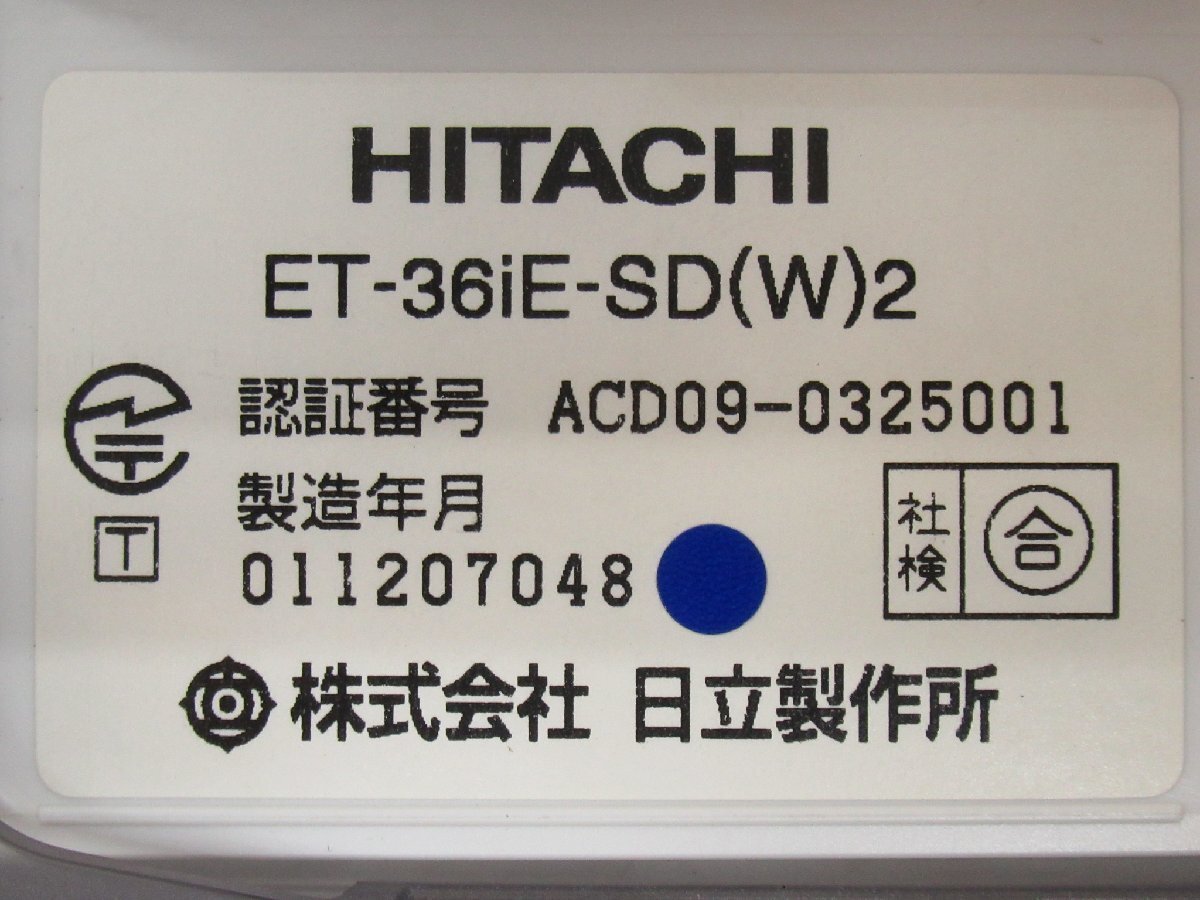 HITACHI
ET-36iE-SD(W)2
認証番号 ACD09-0325001
T
製造年月
011207048
社検
合
株式会社 日立製作所